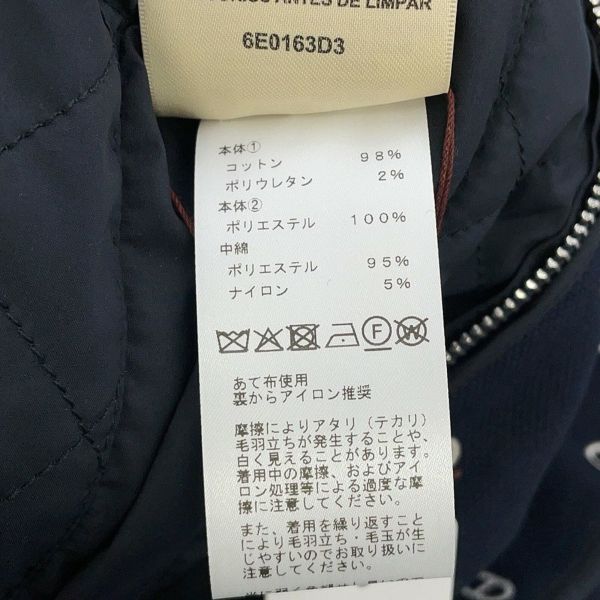 ANTES DE LIMPAR
6E0163D3
本体①
コットン 98%
ポリウレタン 2%
本体②
ポリエステル 100%
中綿
ポリエステル 95%
ナイロン 5%
F W
あて布使用
裏からアイロン推奨
摩擦によりアタリ（テカリ）
毛羽立ちが発生することや、
白く見えることがあります。
着用中の摩擦、およびアイ
ロン処理等による過度な摩
擦に注意してください。
また、着用を繰り返すこと
により毛羽立ち・毛玉が生
じやすいのでお取り扱いに
注意してください。